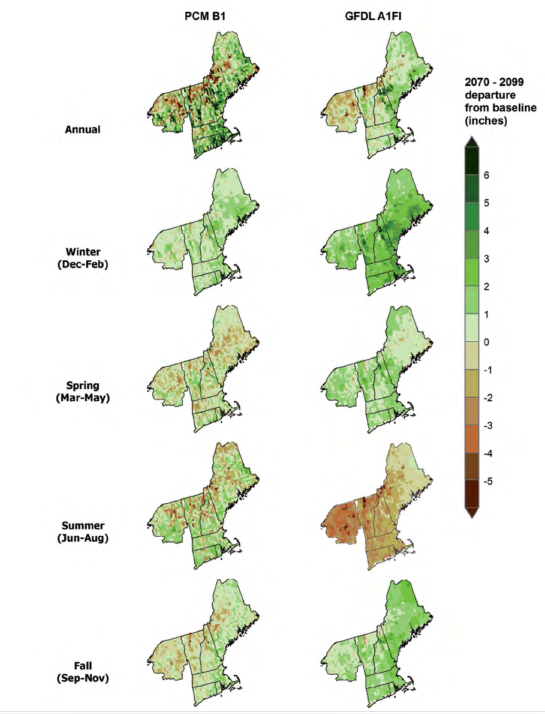 PCM B1
GFDL A1FI
2070 - 2099
departure
from baseline
(inches)
Annual
6
5
4
3
2
1
0
-1
-2
-3
-4
-5
Winter
(Dec-Feb)
Spring
(Mar-May)
Summer
(Jun-Aug)
Fall
(Sep-Nov)